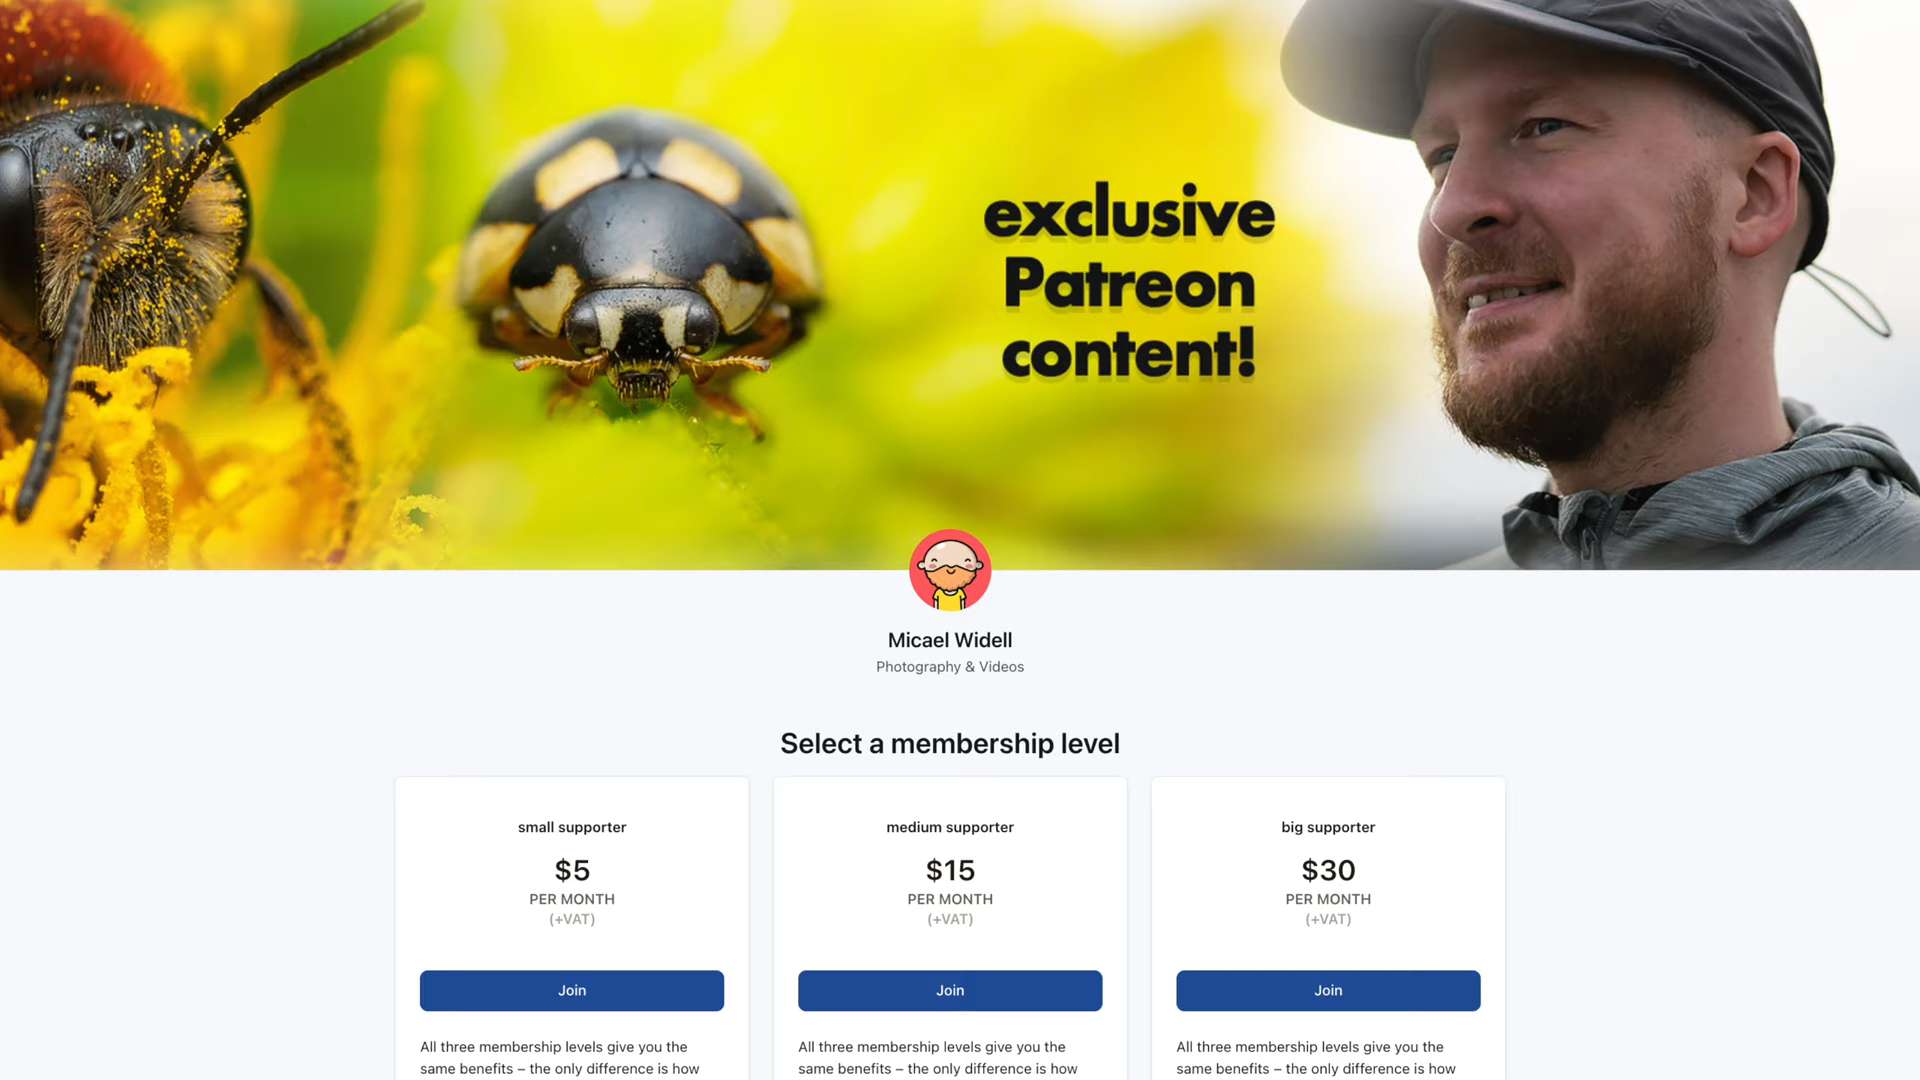 exclusive
Patreon
content!
Micael Widell
Photography & Videos
Select a membership level
small supporter
$5
PER MONTH
(+VAT)
Join
All three membership levels give you the
same benefits – the only difference is how
medium supporter
$15
PER MONTH
(+VAT)
Join
All three membership levels give you the
same benefits – the only difference is how
big supporter
$30
PER MONTH
(+VAT)
Join
All three membership levels give you the
same benefits – the only difference is how